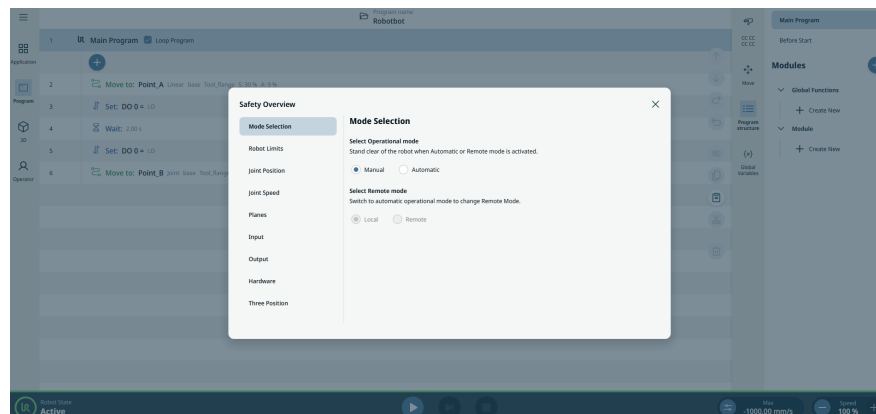 Program name
Robotbot
Application
Program
3D
Operator
1 Main Program Loop Program
2 Move to: Point_A Linear base Tool_Flange S: 30 % A: 5 %
3 Set: DO 0 = LO
4 Wait: 2.00 s
5 Set: DO 0 = LO
6 Move to: Point_B Joint base Tool_Flange
Safety Overview
Mode Selection
Robot Limits
Joint Position
Joint Speed
Planes
Input
Output
Hardware
Three Position
Mode Selection
Select Operational mode
Stand clear of the robot when Automatic or Remote mode is activated.
Manual Automatic
Select Remote mode
Switch to automatic operational mode to change Remote Mode.
Local Remote
Move
Program structure
(x)
Global Variables
Main Program
Before Start
Modules
Global Functions
Create New
Module
Create New
Robot State
Active
Max
-1000.00 mm/s
Speed
100 %